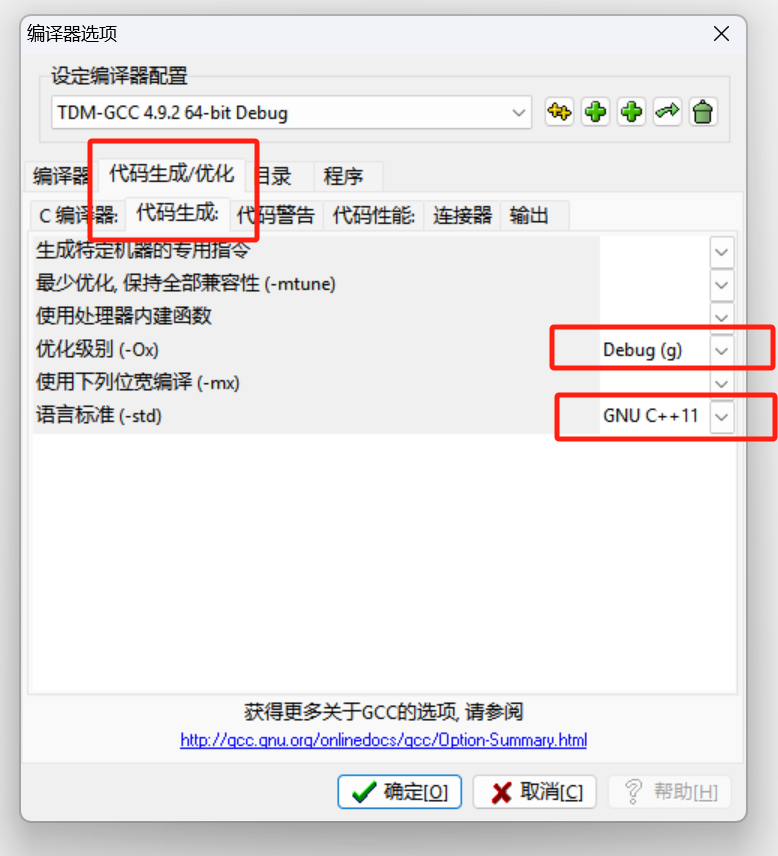 编译器选项
设定编译器配置
TDM-GCC 4.9.2 64-bit Debug
编译器 代码生成/优化 目录 程序
C 编译器: 代码生成: 代码警告 代码性能: 连接器 输出
生成特定机器的专用指令
最少优化, 保持全部兼容性 (-mtune)
使用处理器内建函数
优化级别 (-Ox) Debug (g)
使用下列位宽编译 (-mx)
语言标准 (-std) GNU C++11
获得更多关于GCC的选项, 请参阅
http://gcc.gnu.org/onlinedocs/gcc/Option-Summary.html
确定[O] 取消[C] 帮助[H]